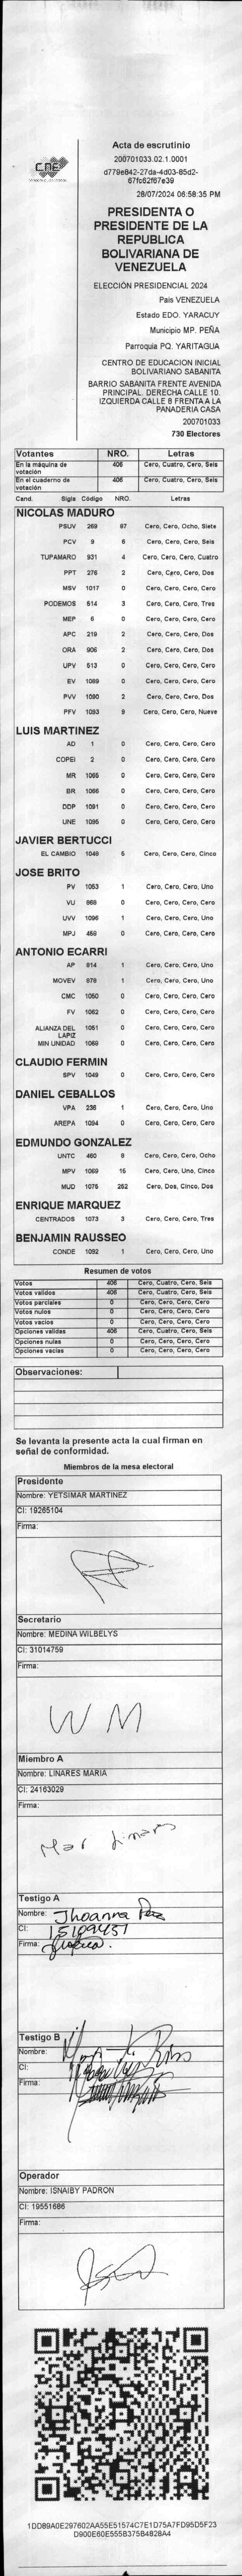 CNE
Acta de escrutinio
200701033.02.1.0001
d779e842-27da-4d03-85d2-
67fc62f67e39
28/07/2024 06:58:35 PM
PRESIDENTA O
PRESIDENTE DE LA
REPUBLICA
BOLIVARIANA DE
VENEZUELA
ELECCIÓN PRESIDENCIAL 2024
País VENEZUELA
Estado EDO. YARACUY
Municipio MP. PEÑA
Parroquia PQ. YARITAGUA
CENTRO DE EDUCACION INICIAL
BOLIVARIANO SABANITA
BARRIO SABANITA FRENTE AVENIDA
PRINCIPAL. DERECHA CALLE 10.
IZQUIERDA CALLE 8 FRENTA A LA
PANADERIA CASA
200701033
730 Electores
Votantes NRO. Letras
En la máquina de votación 406 Cero, Cuatro, Cero, Seis
En el cuaderno de votación 406 Cero, Cuatro, Cero, Seis
Cand. Sigla Código NRO. Letras
NICOLAS MADURO
PSUV 269 87 Cero, Cero, Ocho, Siete
PCV 9 6 Cero, Cero, Cero, Seis
TUPAMARO 931 4 Cero, Cero, Cero, Cuatro
PPT 276 2 Cero, Cero, Cero, Dos
MSV 1017 0 Cero, Cero, Cero, Cero
PODEMOS 514 3 Cero, Cero, Cero, Tres
MEP 6 0 Cero, Cero, Cero, Cero
APC 219 2 Cero, Cero, Cero, Dos
ORA 906 2 Cero, Cero, Cero, Dos
UPV 513 0 Cero, Cero, Cero, Cero
EV 1089 0 Cero, Cero, Cero, Cero
PVV 1090 2 Cero, Cero, Cero, Dos
PFV 1093 9 Cero, Cero, Cero, Nueve
LUIS MARTINEZ
AD 1 0 Cero, Cero, Cero, Cero
COPEI 2 0 Cero, Cero, Cero, Cero
MR 1065 0 Cero, Cero, Cero, Cero
BR 1066 0 Cero, Cero, Cero, Cero
DDP 1091 0 Cero, Cero, Cero, Cero
UNE 1095 0 Cero, Cero, Cero, Cero
JAVIER BERTUCCI
EL CAMBIO 1048 5 Cero, Cero, Cero, Cinco
JOSE BRITO
PV 1053 1 Cero, Cero, Cero, Uno
VU 868 0 Cero, Cero, Cero, Cero
UVV 1096 1 Cero, Cero, Cero, Uno
MPJ 459 0 Cero, Cero, Cero, Cero
ANTONIO ECARRI
AP 814 1 Cero, Cero, Cero, Uno
MOVEV 878 1 Cero, Cero, Cero, Uno
CMC 1050 0 Cero, Cero, Cero, Cero
FV 1062 0 Cero, Cero, Cero, Cero
ALIANZA DEL LAPIZ 1051 0 Cero, Cero, Cero, Cero
MIN UNIDAD 1068 0 Cero, Cero, Cero, Cero
CLAUDIO FERMIN
SPV 1049 0 Cero, Cero, Cero, Cero
DANIEL CEBALLOS
VPA 236 1 Cero, Cero, Cero, Uno
AREPA 1094 0 Cero, Cero, Cero, Cero
EDMUNDO GONZALEZ
UNTC 460 8 Cero, Cero, Cero, Ocho
MPV 1069 15 Cero, Cero, Uno, Cinco
MUD 1075 252 Cero, Dos, Cinco, Dos
ENRIQUE MARQUEZ
CENTRADOS 1073 3 Cero, Cero, Cero, Tres
BENJAMIN RAUSSEO
CONDE 1092 1 Cero, Cero, Cero, Uno
Resumen de votos
Votos 406 Cero, Cuatro, Cero, Seis
Votos validos 406 Cero, Cuatro, Cero, Seis
Votos parciales 0 Cero, Cero, Cero, Cero
Votos nulos 0 Cero, Cero, Cero, Cero
Votos vacios 0 Cero, Cero, Cero, Cero
Opciones validas 406 Cero, Cuatro, Cero, Seis
Opciones nulas 0 Cero, Cero, Cero, Cero
Opciones vacias 0 Cero, Cero, Cero, Cero
Observaciones:
Se levanta la presente acta la cual firman en
señal de conformidad.
Miembros de la mesa electoral
Presidente
Nombre: YETSIMAR MARTINEZ
CI: 19265104
Firma:
Secretario
Nombre: MEDINA WILBELYS
CI: 31014759
Firma:
W M
Miembro A
Nombre: LINARES MARIA
CI: 24163029
Firma:
Mar Linares
Testigo A
Nombre: Jhoanna
CI: 15109437
Firma:
Testigo B
Nombre:
CI:
Firma:
Operador
Nombre: ISNAIBY PADRON
CI: 19551686
Firma:
1DD89A0E297602AA55E51574C7E1D75A7FD95D5F23
D900E60E555B375B4828A4